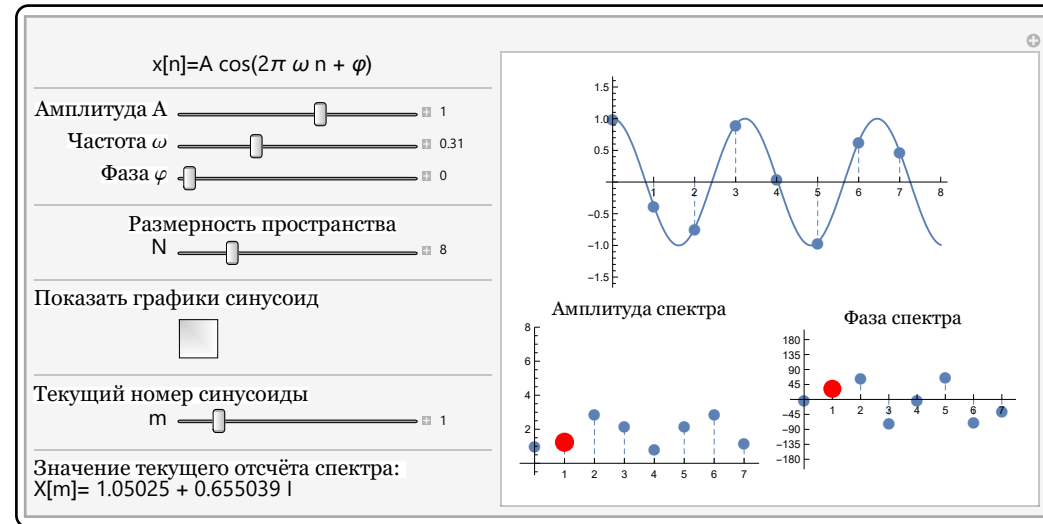 x[n]=A cos(2π ω n + φ)
Амплитуда A 1
Частота ω 0.31
Фаза φ 0
Размерность пространства
N 8
Показать графики синусоид
Текущий номер синусоиды
m 1
Значение текущего отсчёта спектра:
X[m]= 1.05025 + 0.655039 I
1.5
1.0
0.5
1 2 3 4 5 6 7 8
-0.5
-1.0
-1.5
Амплитуда спектра
8
6
4
2
1 2 3 4 5 6 7
Фаза спектра
180
135
90
45
1 2 3 4 5 6 7
-45
-90
-135
-180